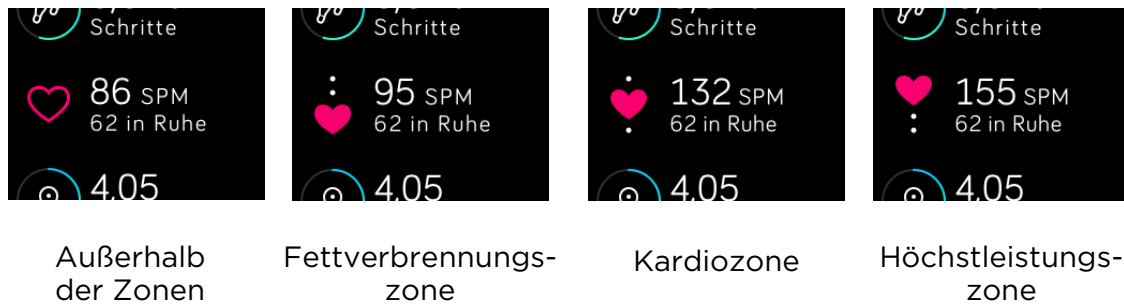 Schritte
86 SPM
62 in Ruhe
4,05
Schritte
95 SPM
62 in Ruhe
4,05
Schritte
132 SPM
62 in Ruhe
4,05
Schritte
155 SPM
62 in Ruhe
4,05
Außerhalb
der Zonen
Fettverbrennungs-
zone
Kardiozone
Höchstleistungs-
zone